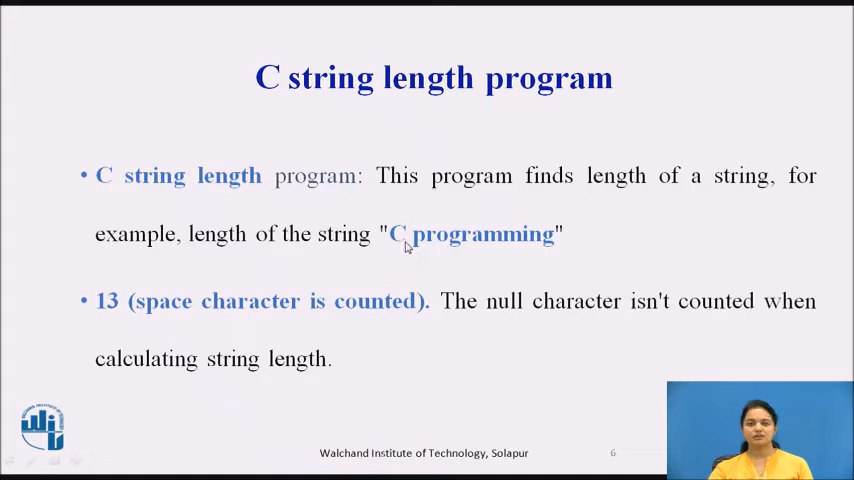 C string length program
• C string length program: This program finds length of a string, for
example, length of the string "C programming"
• 13 (space character is counted). The null character isn't counted when
calculating string length.
Walchand Institute of Technology, Solapur
6